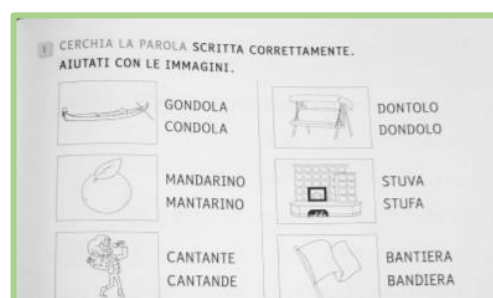 1 CERCHIA LA PAROLA SCRITTA CORRETTAMENTE.
AIUTATI CON LE IMMAGINI.
GONDOLA
CONDOLA
DONTOLO
DONDOLO
MANDARINO
MANTARINO
STUVA
STUFA
CANTANTE
CANTANDE
BANTIERA
BANDIERA